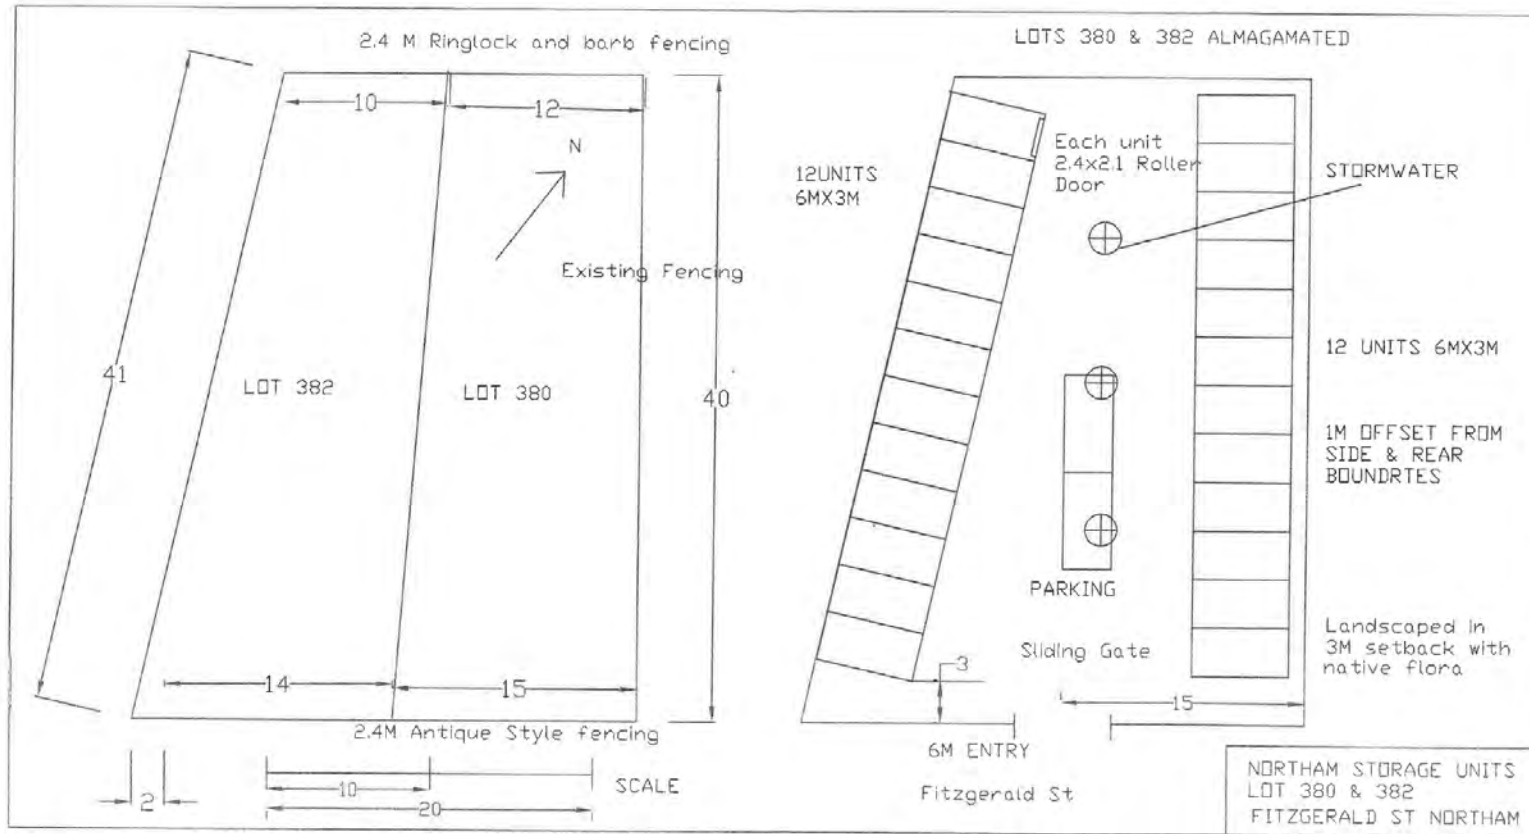 2.4 M Ringlock and barb fencing
10
12
N
Existing Fencing
41
LOT 382
LOT 380
40
14
15
2.4M Antique Style fencing
2
10
20
SCALE
LOTS 380 & 382 ALMAGAMATED
12UNITS
6MX3M
Each unit
2.4x2.1 Roller
Door
STORMWATER
12 UNITS 6MX3M
1M OFFSET FROM
SIDE & REAR
BOUNDRTES
PARKING
Sliding Gate
Landscaped in
3M setback with
native flora
3
15
6M ENTRY
Fitzgerald St
NORTHAM STORAGE UNITS
LOT 380 & 382
FITZGERALD ST NORTHAM